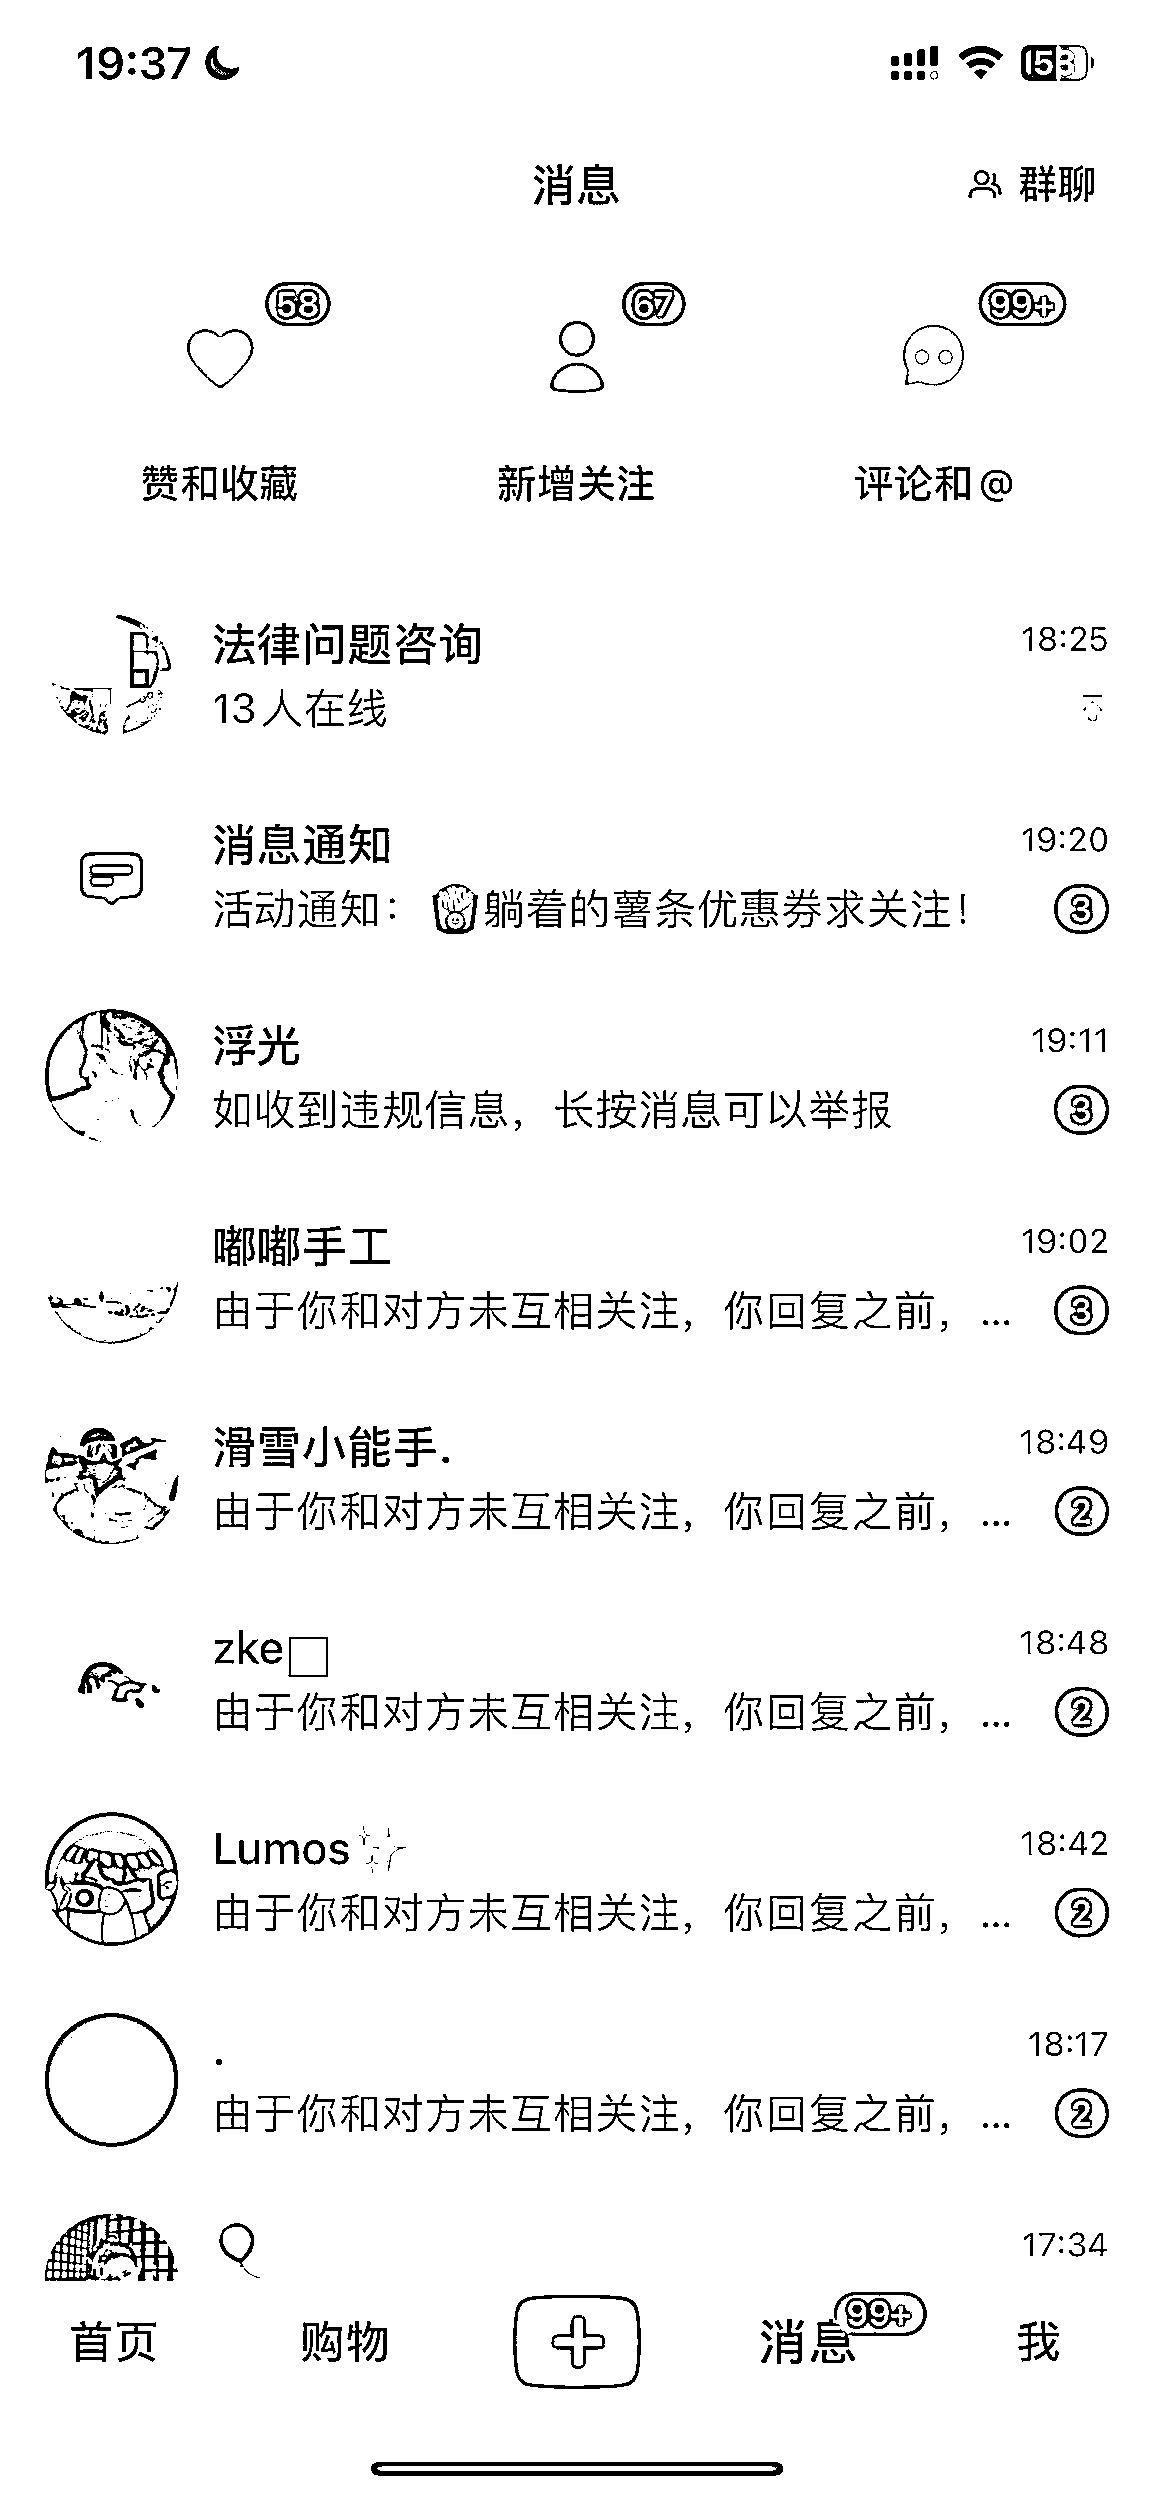 19:37
消息
群聊
58
67
99+
赞和收藏
新增关注
评论和@
法律问题咨询
18:25
13人在线
消息通知
19:20
活动通知：躺着的薯条优惠券求关注！
3
浮光
19:11
如收到违规信息，长按消息可以举报
3
嘟嘟手工
19:02
由于你和对方未互相关注，你回复之前，...
3
滑雪小能手.
18:49
由于你和对方未互相关注，你回复之前，...
2
zke
18:48
由于你和对方未互相关注，你回复之前，...
2
Lumos✨
18:42
由于你和对方未互相关注，你回复之前，...
2
.
18:17
由于你和对方未互相关注，你回复之前，...
2
🎈
17:34
首页
购物
消息
99+
我